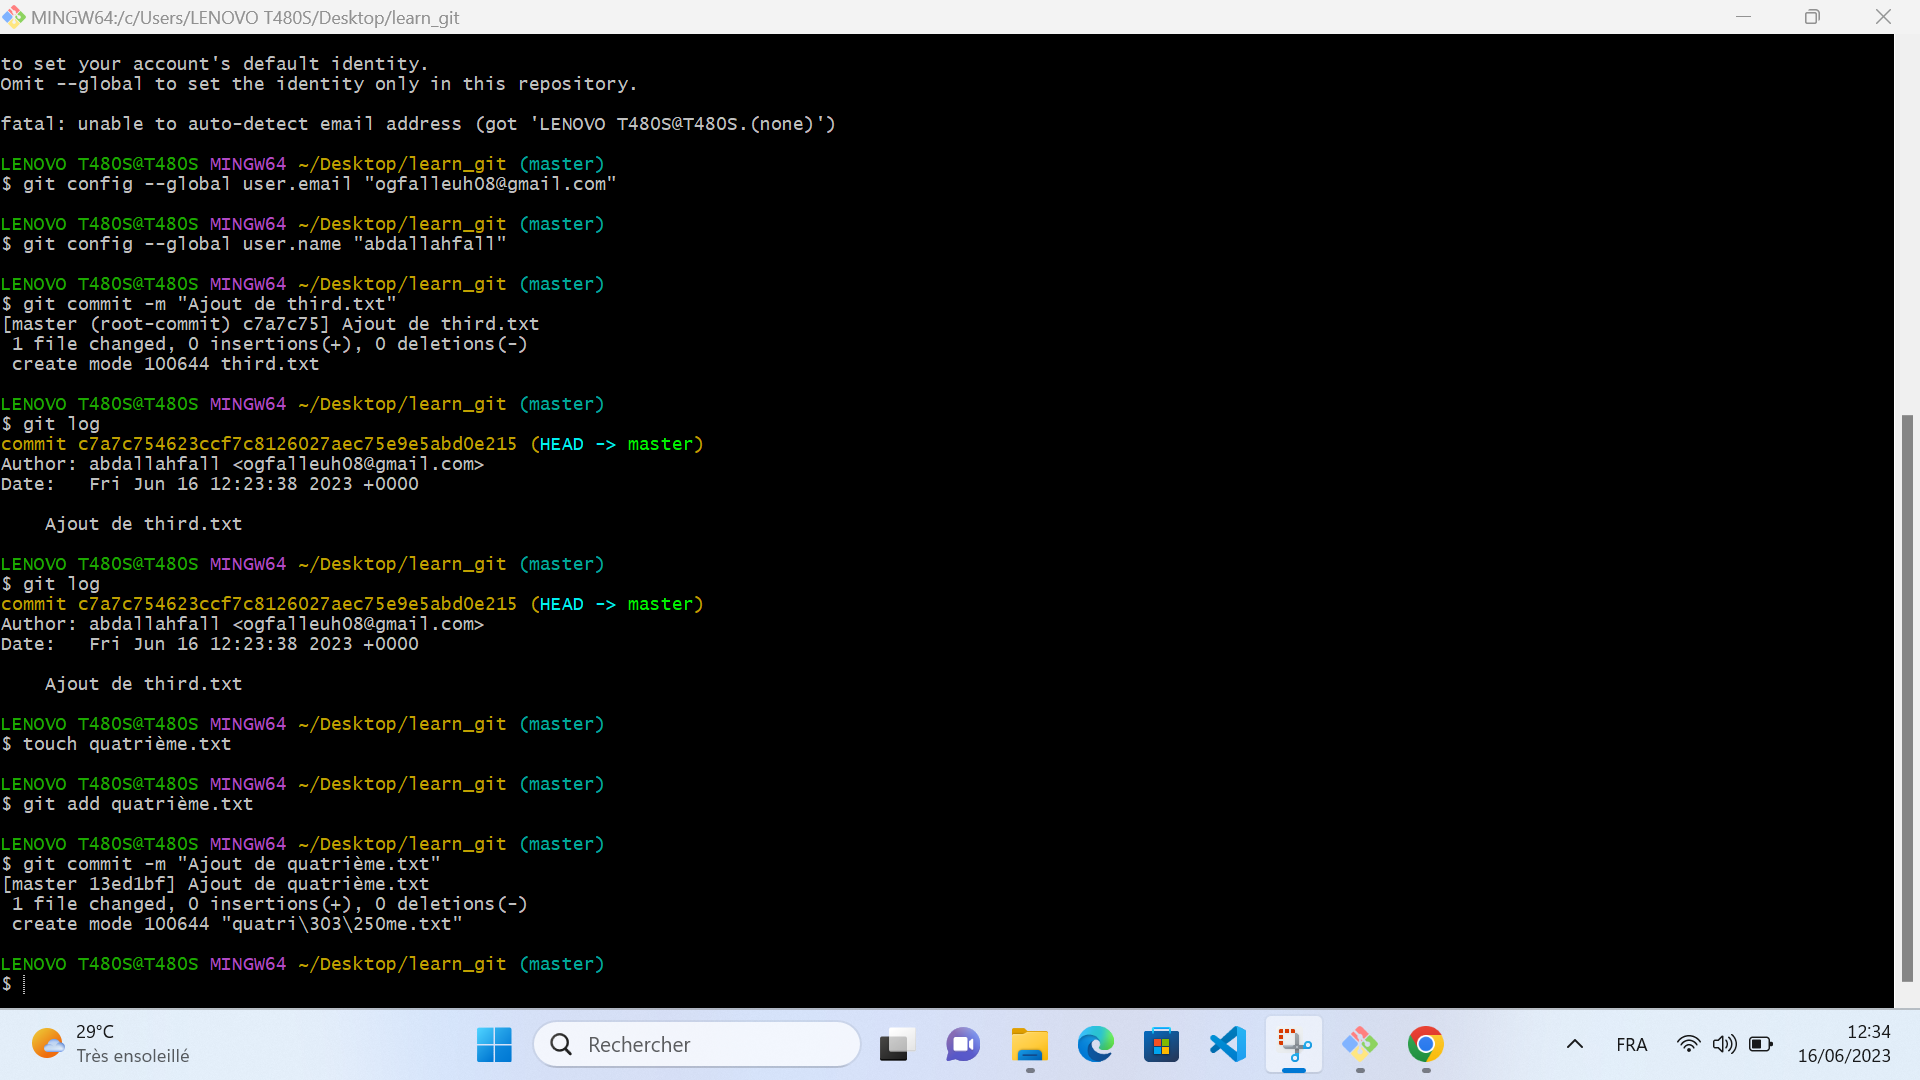 MINGW64:/c/Users/LENOVO T480S/Desktop/learn_git
to set your account's default identity.
Omit --global to set the identity only in this repository.
fatal: unable to auto-detect email address (got 'LENOVO T480S@T480S.(none)')
LENOVO T480S@T480S MINGW64 ~/Desktop/learn_git (master)
$ git config --global user.email "ogfalleuh08@gmail.com"
LENOVO T480S@T480S MINGW64 ~/Desktop/learn_git (master)
$ git config --global user.name "abdallahfall"
LENOVO T480S@T480S MINGW64 ~/Desktop/learn_git (master)
$ git commit -m "Ajout de third.txt"
[master (root-commit) c7a7c75] Ajout de third.txt
 1 file changed, 0 insertions(+), 0 deletions(-)
 create mode 100644 third.txt
LENOVO T480S@T480S MINGW64 ~/Desktop/learn_git (master)
$ git log
commit c7a7c754623ccf7c8126027aec75e9e5abd0e215 (HEAD -> master)
Author: abdallahfall <ogfalleuh08@gmail.com>
Date:   Fri Jun 16 12:23:38 2023 +0000
    Ajout de third.txt
LENOVO T480S@T480S MINGW64 ~/Desktop/learn_git (master)
$ git log
commit c7a7c754623ccf7c8126027aec75e9e5abd0e215 (HEAD -> master)
Author: abdallahfall <ogfalleuh08@gmail.com>
Date:   Fri Jun 16 12:23:38 2023 +0000
    Ajout de third.txt
LENOVO T480S@T480S MINGW64 ~/Desktop/learn_git (master)
$ touch quatrième.txt
LENOVO T480S@T480S MINGW64 ~/Desktop/learn_git (master)
$ git add quatrième.txt
LENOVO T480S@T480S MINGW64 ~/Desktop/learn_git (master)
$ git commit -m "Ajout de quatrième.txt"
[master 13ed1bf] Ajout de quatrième.txt
 1 file changed, 0 insertions(+), 0 deletions(-)
 create mode 100644 "quatri\303\250me.txt"
LENOVO T480S@T480S MINGW64 ~/Desktop/learn_git (master)
$
29°C
Très ensoleillé
Rechercher
FRA
12:34
16/06/2023